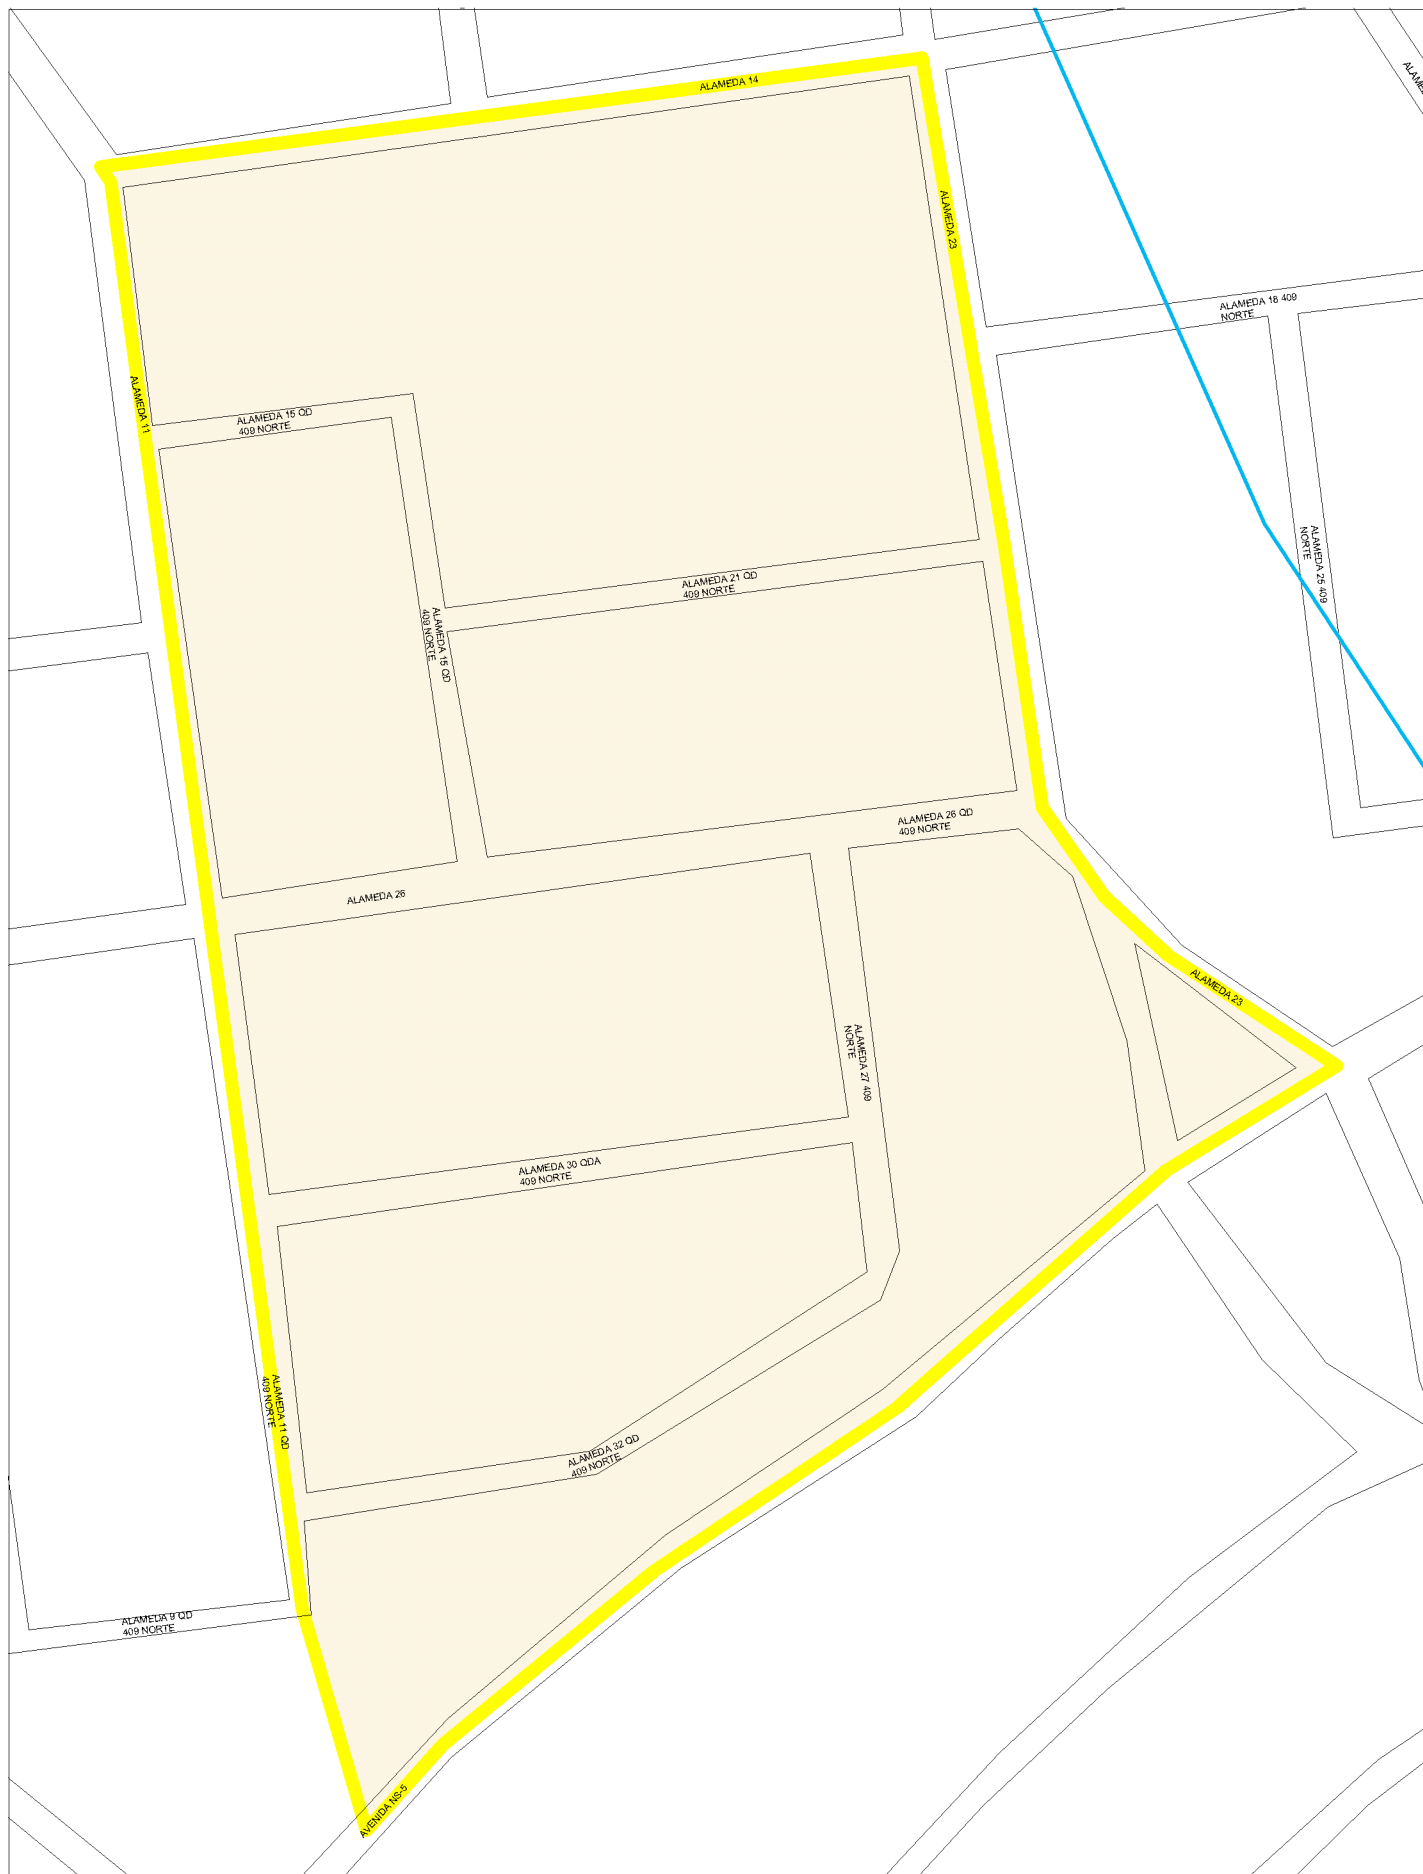 ALAMEDA 14
ALAME
ALAMEDA 23
ALAMEDA 18 409
NORTE
ALAMEDA 11
ALAMEDA 15 QD
409 NORTE
ALAMEDA 25 409
NORTE
ALAMEDA 21 QD
409 NORTE
ALAMEDA 15 QD
409 NORTE
ALAMEDA 26 QD
409 NORTE
ALAMEDA 26
ALAMEDA 23
ALAMEDA 27 409
NORTE
ALAMEDA 30 QDA
409 NORTE
ALAMEDA 11 QD
409 NORTE
ALAMEDA 32 QD
409 NORTE
ALAMEDA 9 QD
409 NORTE
AVENIDA NS-5